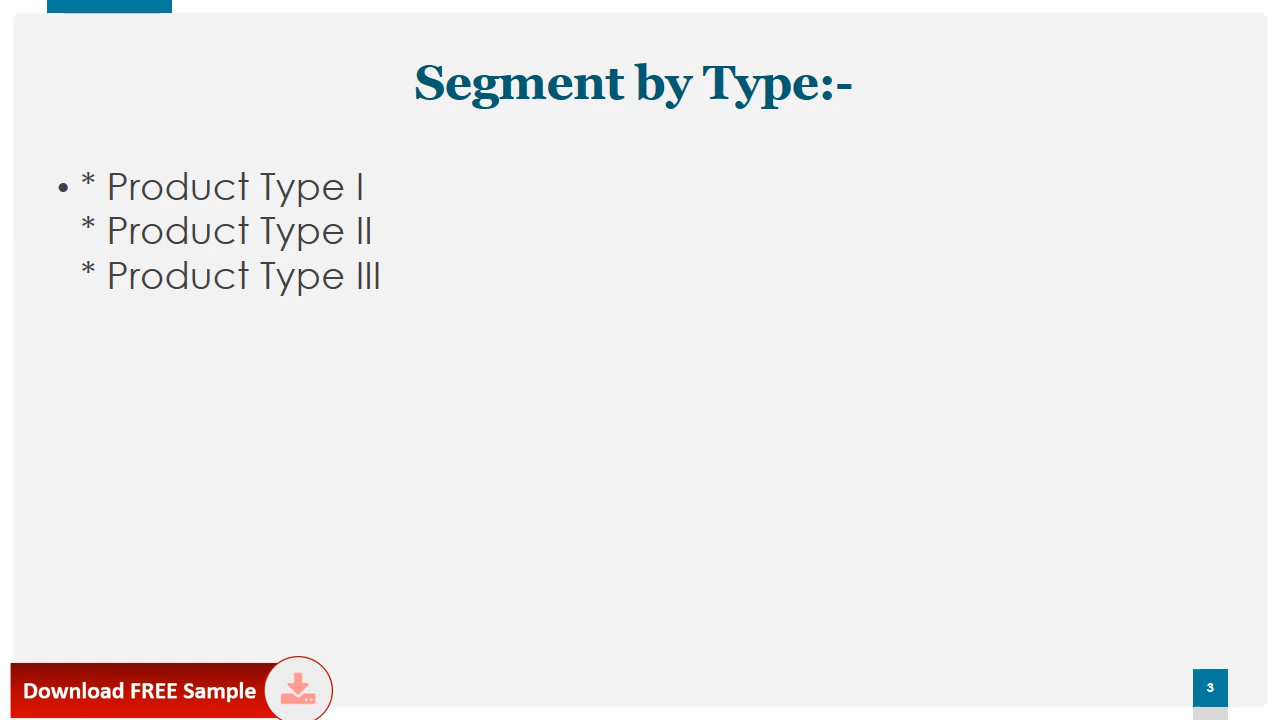 Segment by Type:-
• * Product Type I
* Product Type II
* Product Type III
Download FREE Sample
3